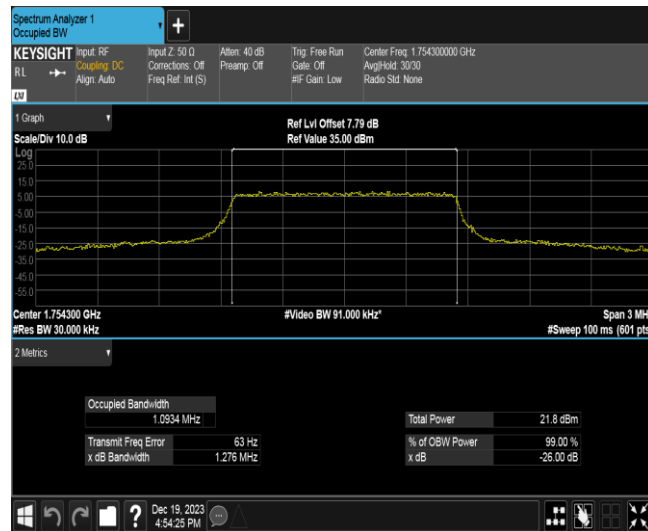 Spectrum Analyzer 1
Occupied BW
+
KEYSIGHT
RL
LXI
Input: RF
Coupling: DC
Align: Auto
Input Z: 50 Ω
Corrections: Off
Freq Ref: Int (S)
Atten: 40 dB
Preamp: Off
Trig: Free Run
Gate: Off
#IF Gain: Low
Center Freq: 1.754300000 GHz
Avg|Hold: 30/30
Radio Std: None
1 Graph
Scale/Div 10.0 dB
Ref Lvl Offset 7.79 dB
Ref Value 35.00 dBm
Log
25.0
15.0
5.00
-5.00
-15.0
-25.0
-35.0
-45.0
-55.0
Center 1.754300 GHz
#Res BW 30.000 kHz
#Video BW 91.000 kHz*
Span 3 MH
#Sweep 100 ms (601 pts
2 Metrics
Occupied Bandwidth
1.0934 MHz
Transmit Freq Error 63 Hz
x dB Bandwidth 1.276 MHz
Total Power 21.8 dBm
% of OBW Power 99.00 %
x dB -26.00 dB
?
Dec 19, 2023
4:54:25 PM